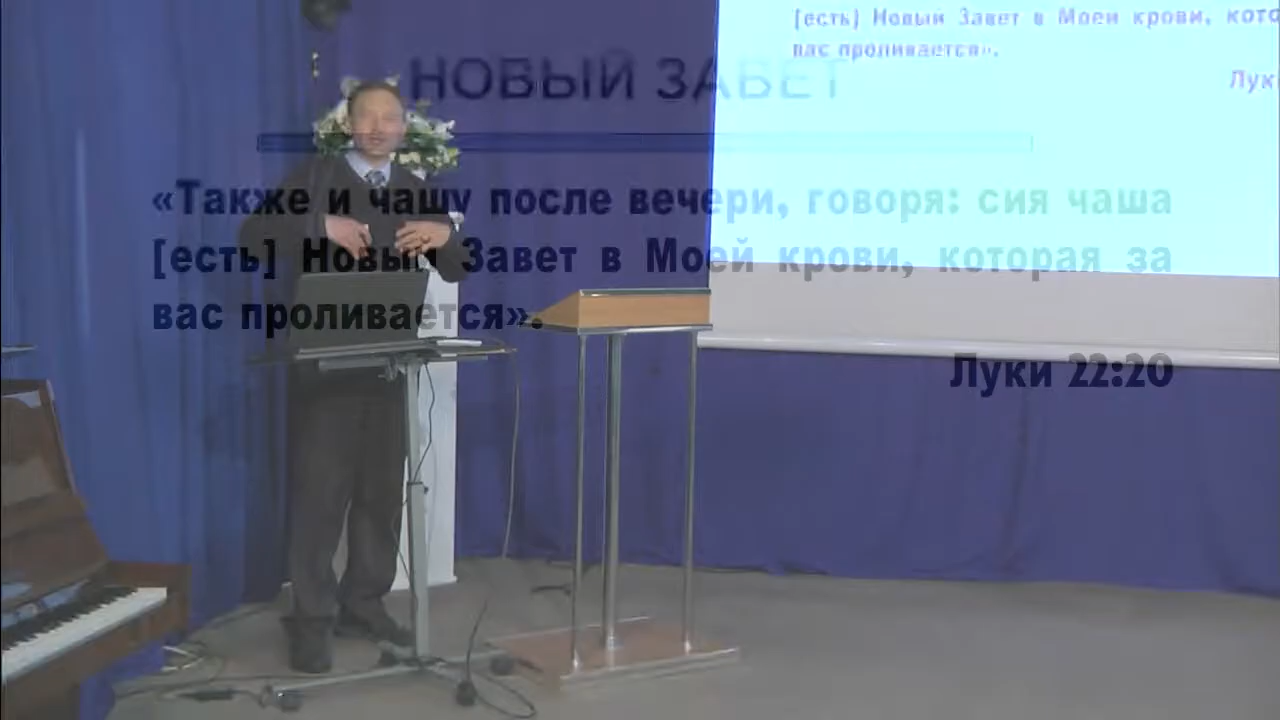 [есть] Новый Завет в Моей крови, кото
вас проливается».
Луки
НОВЫЙ ЗАВЕТ
«Также и чашу после вечери, говоря: сия чаша
[есть] Новый Завет в Моей крови, которая за
вас проливается».
Луки 22:20